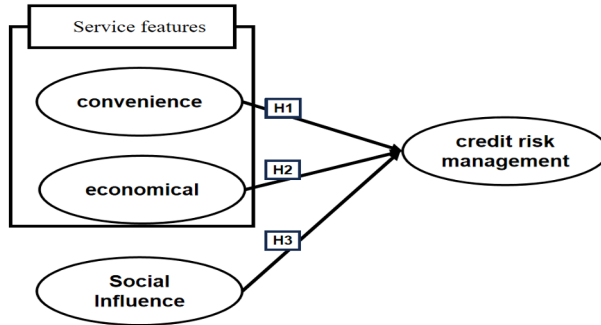 Service features
convenience
H1
credit risk
management
economical
H2
H3
Social
Influence